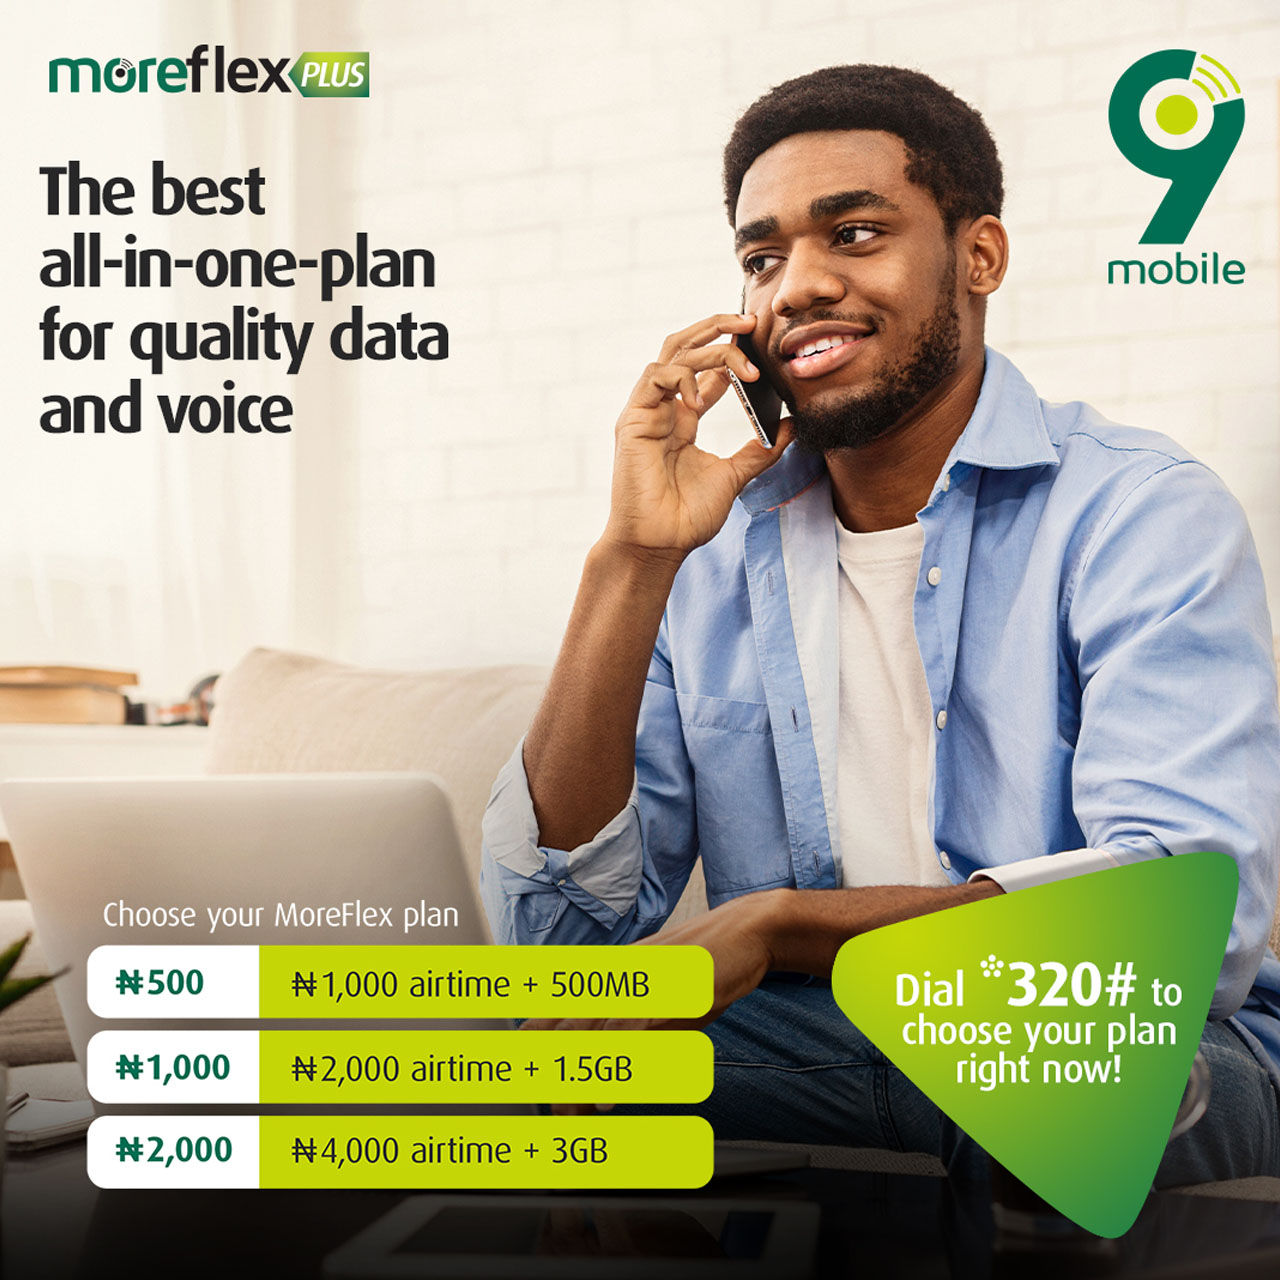 moreflex PLUS
The best
all-in-one-plan
for quality data
and voice
9
mobile
Choose your MoreFlex plan
₦500 ₦1,000 airtime + 500MB
₦1,000 ₦2,000 airtime + 1.5GB
₦2,000 ₦4,000 airtime + 3GB
Dial *320# to
choose your plan
right now!